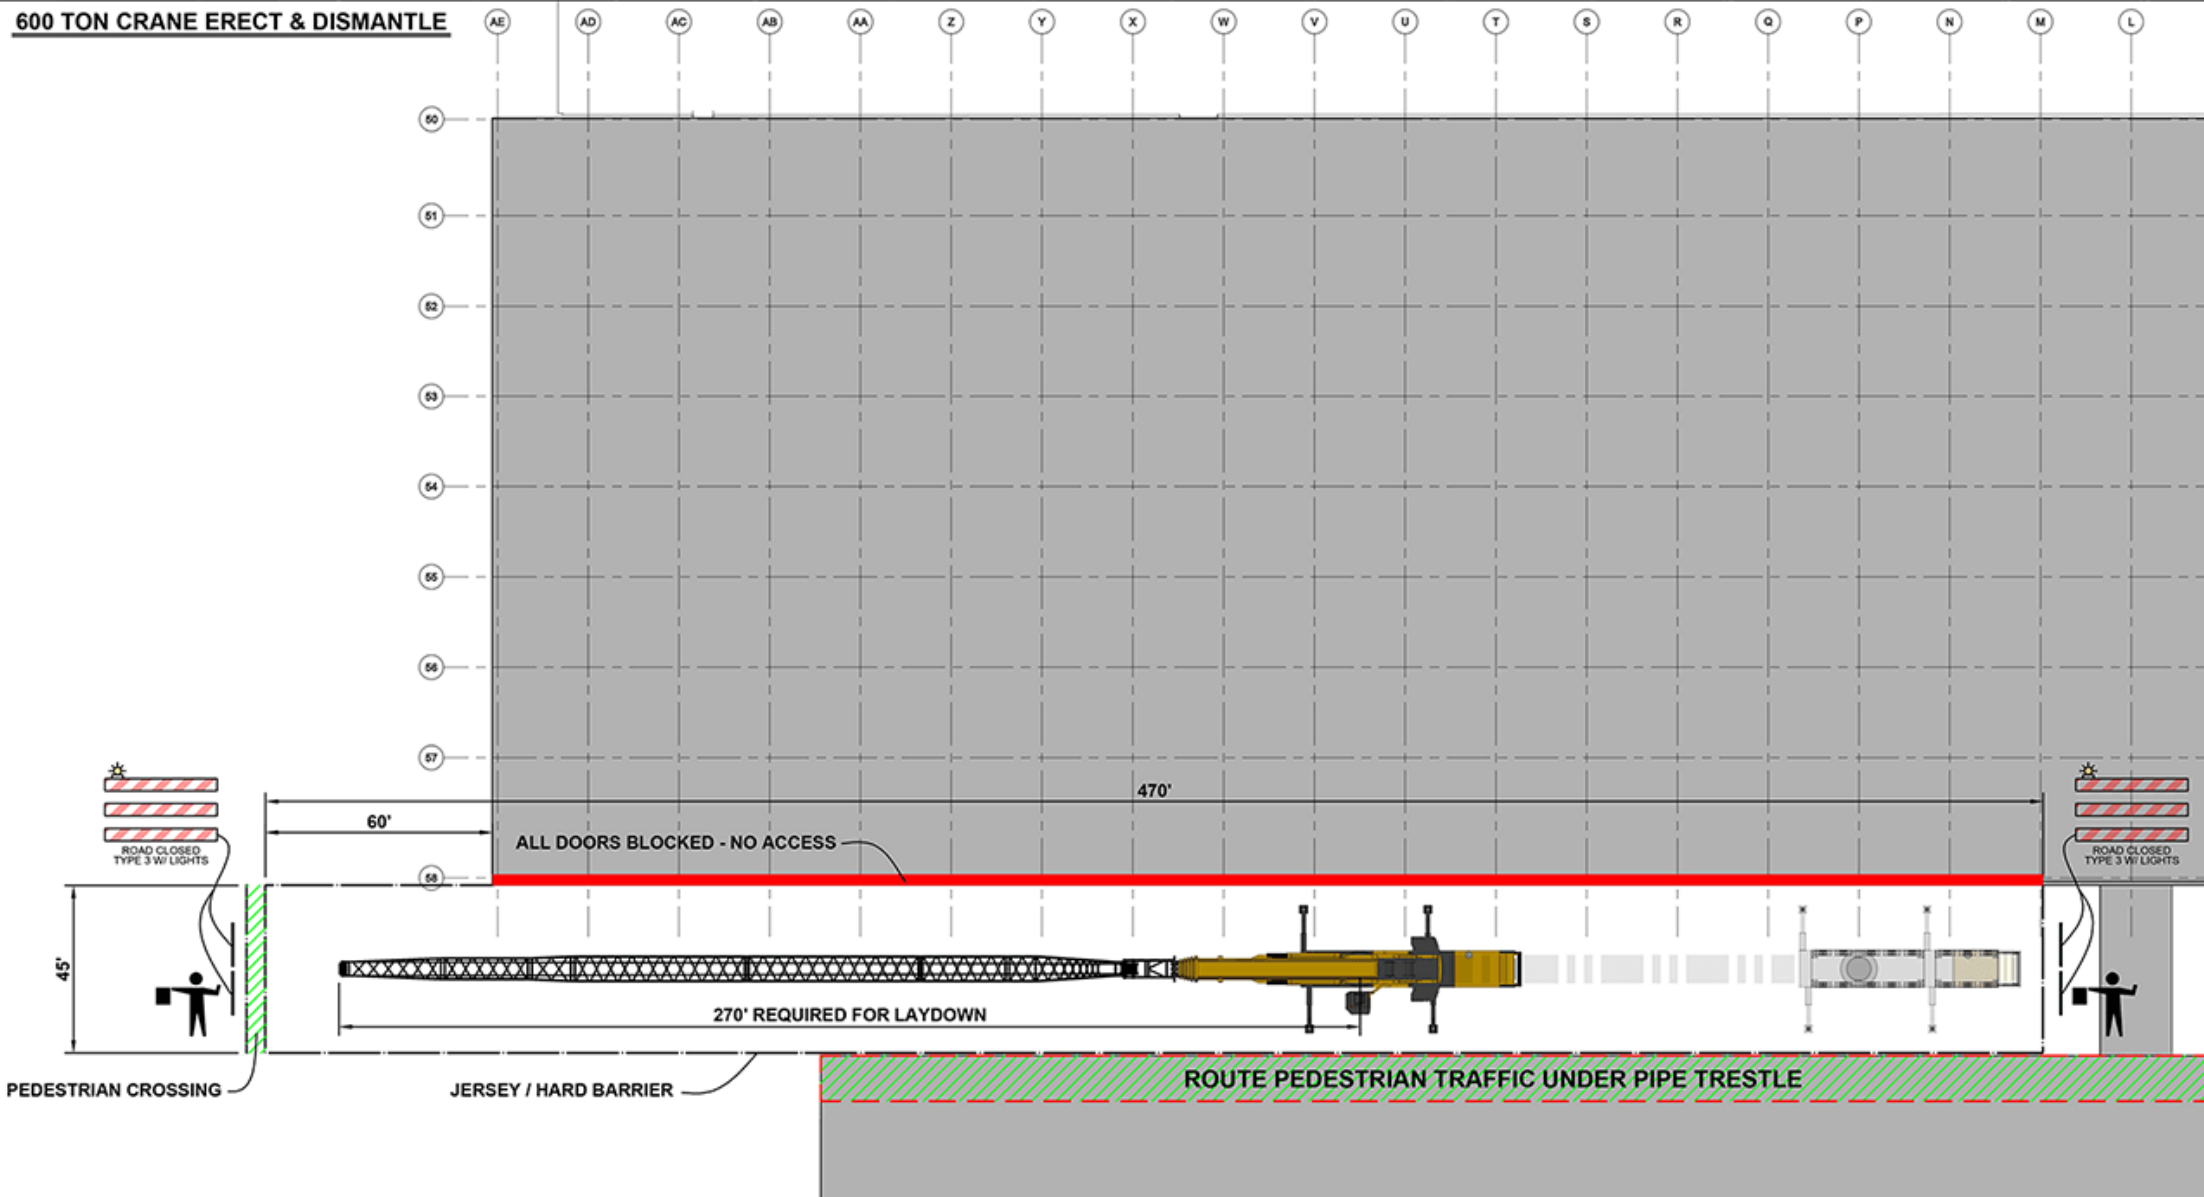 600 TON CRANE ERECT & DISMANTLE
AE AD AC AB AA Z Y X W V U T S R Q P N M L
50
51
52
53
54
55
56
57
58
470'
60'
ALL DOORS BLOCKED - NO ACCESS
ROAD CLOSED
TYPE 3 W/ LIGHTS
ROAD CLOSED
TYPE 3 W/ LIGHTS
45'
270' REQUIRED FOR LAYDOWN
PEDESTRIAN CROSSING
JERSEY / HARD BARRIER
ROUTE PEDESTRIAN TRAFFIC UNDER PIPE TRESTLE